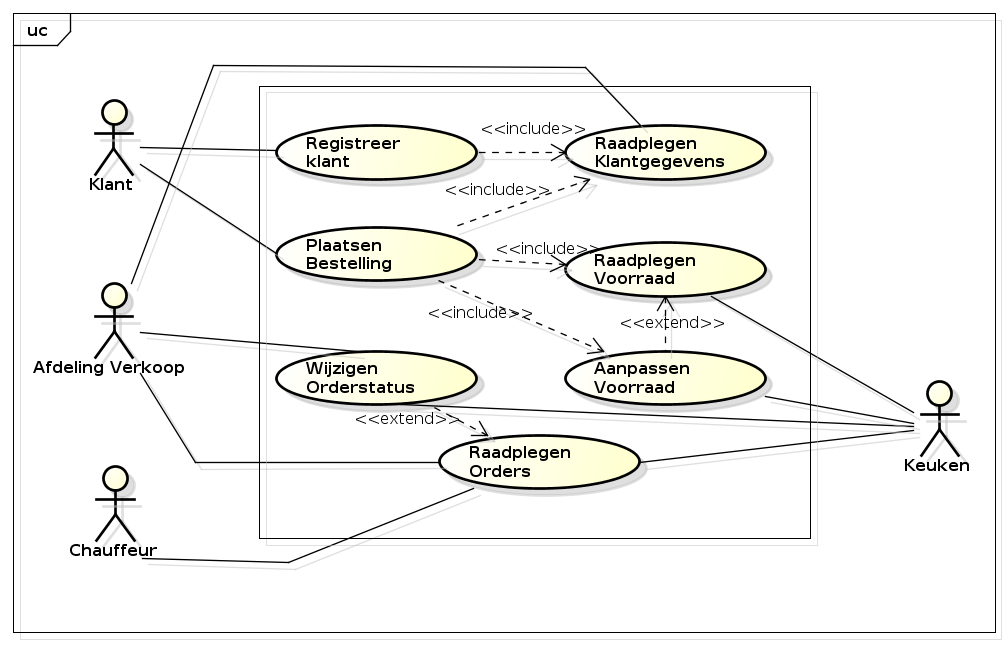 uc
<<include>>
Registreer
klant
Raadplegen
Klantgegevens
Klant
<<include>>
Plaatsen
Bestelling
<<include>>
Raadplegen
Voorraad
<<include>>
<<extend>>
Afdeling Verkoop
Wijzigen
Orderstatus
Aanpassen
Voorraad
<<extend>>
Raadplegen
Orders
Keuken
Chauffeur